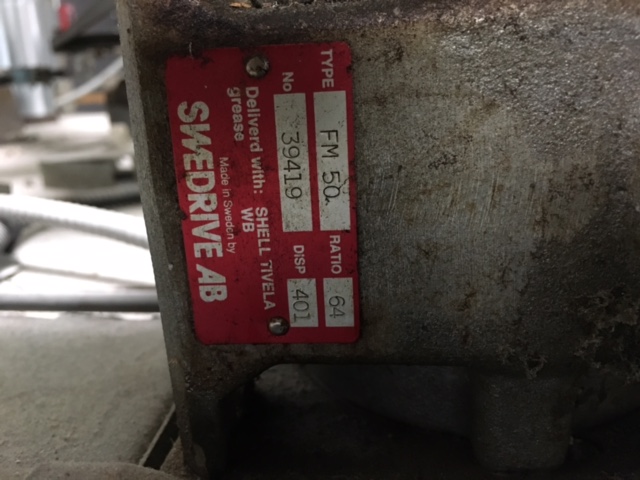 TYPE FM 50. RATIO 64
No 39419 DISP 401
Deliverd with: SHELL TIVELA
grease WB
Made in Sweden by
SWEDRIVE AB